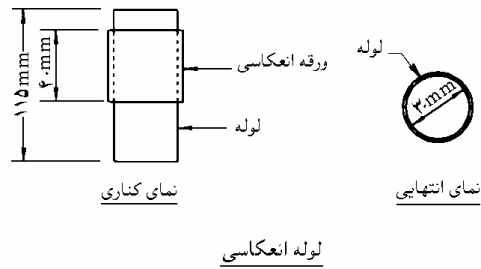 ۱۱۵mm
۴۰mm
ورقه انعکاسی
لوله
نمای کناری
لوله
۳۰mm
نمای انتهایی
لوله انعکاسی